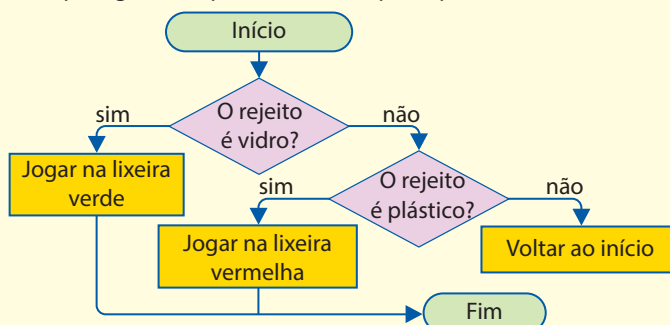 Início
O rejeito
é vidro?
sim
não
Jogar na lixeira
verde
O rejeito
é plástico?
sim
não
Jogar na lixeira
vermelha
Voltar ao início
Fim